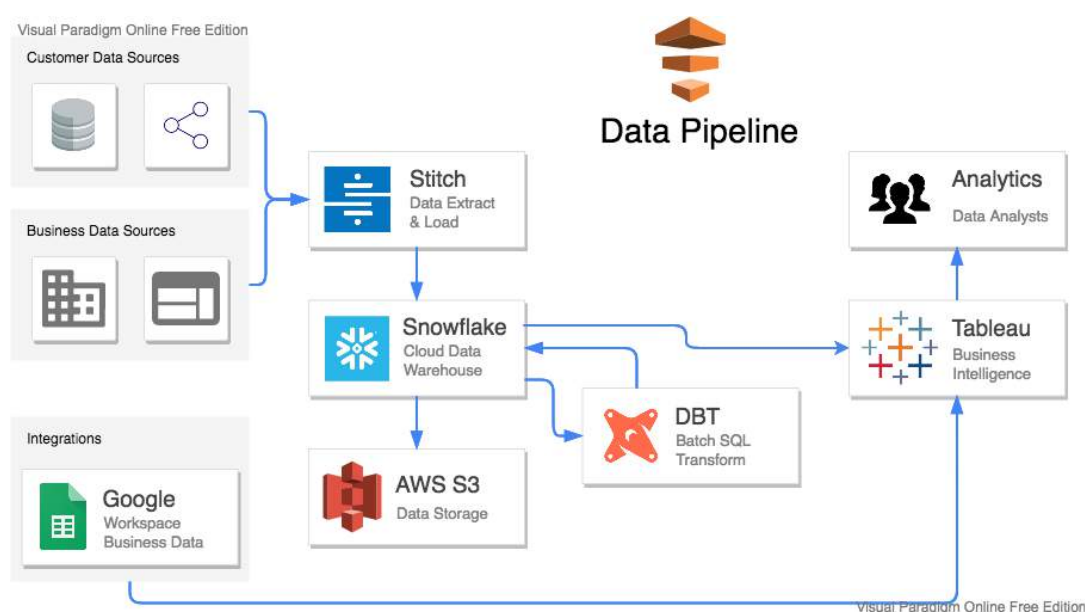 Visual Paradigm Online Free Edition
Customer Data Sources
Data Pipeline
Stitch
Data Extract
& Load
Analytics
Data Analysts
Business Data Sources
Snowflake
Cloud Data
Warehouse
Tableau
Business
Intelligence
DBT
Batch SQL
Transform
Integrations
Google
Workspace
Business Data
AWS S3
Data Storage
Visual Paradigm Online Free Edition